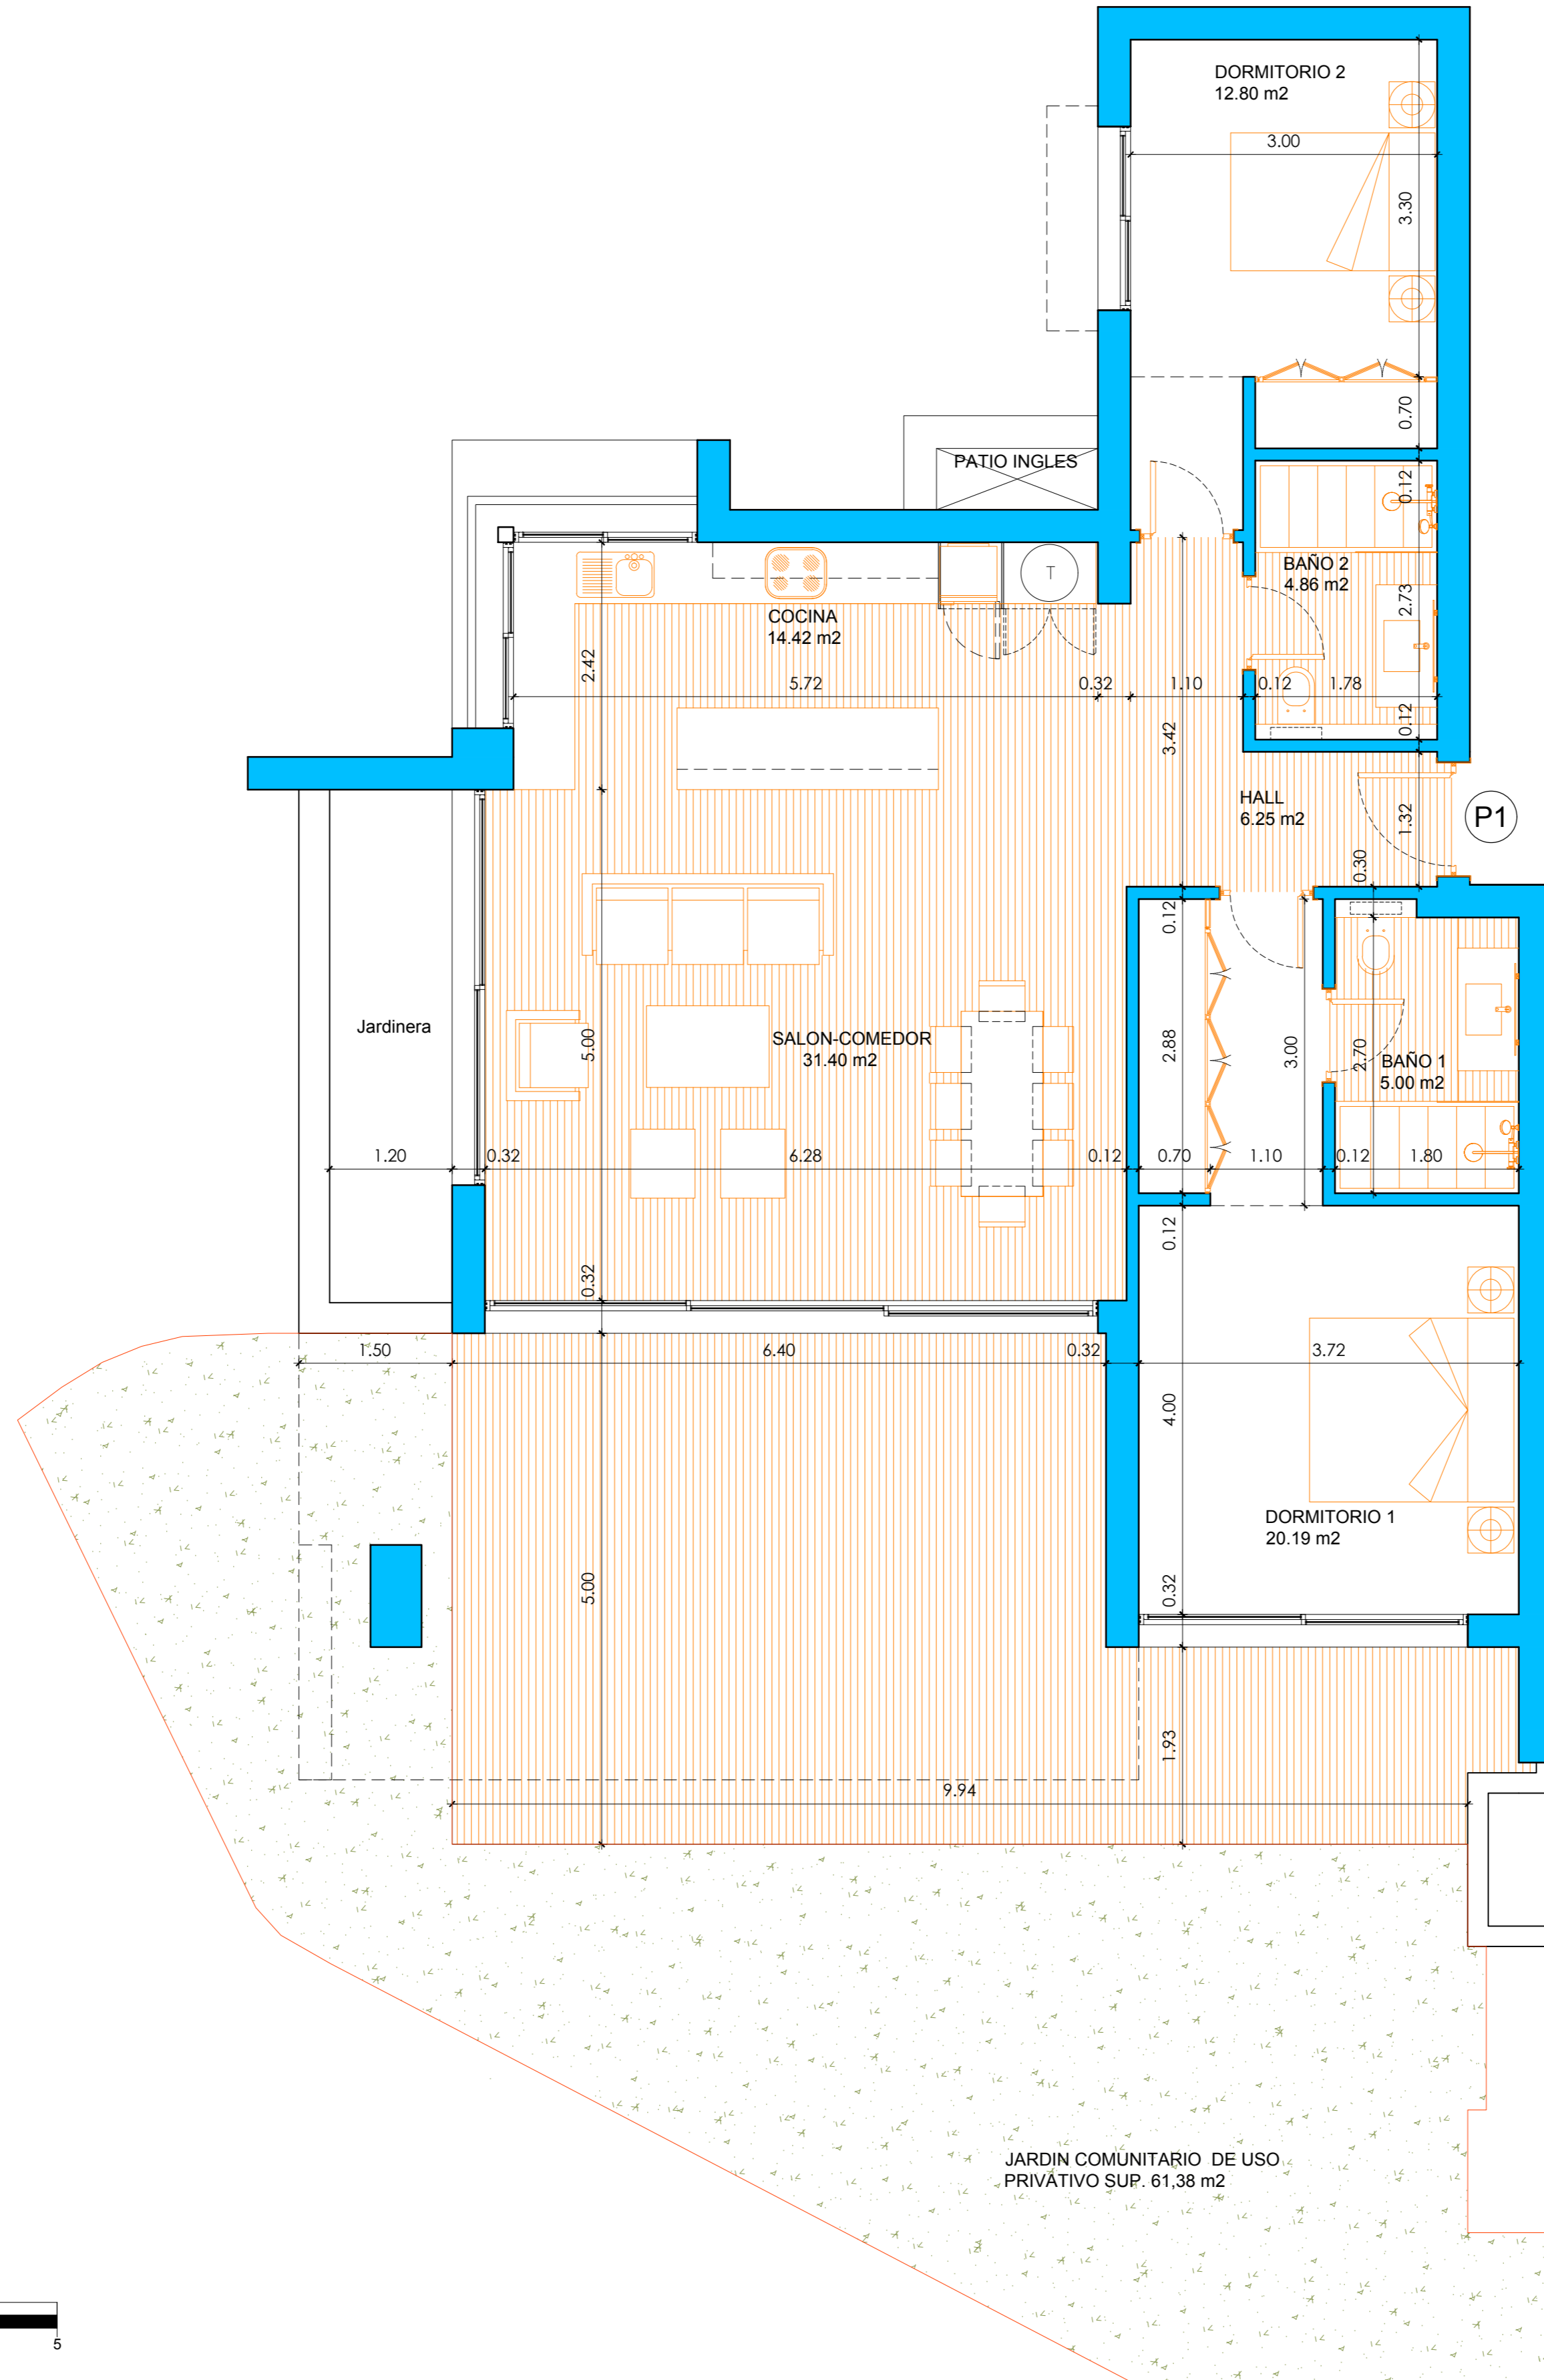 DORMITORIO 2
12.80 m2
3.00
3.30
0.70
PATIO INGLES
0.12
BAÑO 2
4.86 m2
2.73
T
COCINA
14.42 m2
2.42
5.72
0.32
1.10
0.12
1.78
0.12
3.42
HALL
6.25 m2
1.32
P1
0.30
0.12
Jardinera
SALON-COMEDOR
31.40 m2
5.00
2.88
3.00
2.70
BAÑO 1
5.00 m2
1.20
0.32
6.28
0.12
0.70
1.10
0.12
1.80
0.12
0.32
1.50
6.40
0.32
3.72
4.00
DORMITORIO 1
20.19 m2
5.00
0.32
1.93
9.94
JARDIN COMUNITARIO DE USO
PRIVATIVO SUP. 61,38 m2
5